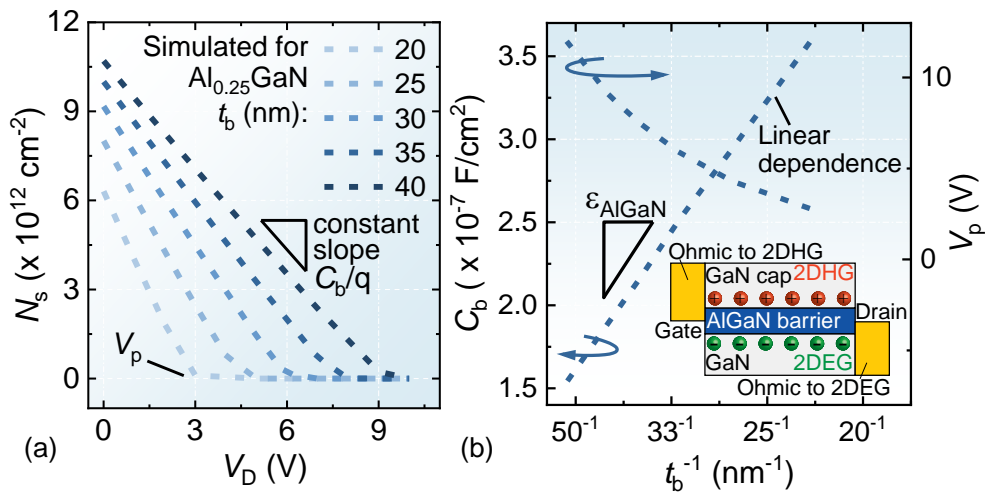 12
9
6
3
0
N_s (x 10^12 cm^-2)
Simulated for
Al_0.25GaN
t_b (nm):
20
25
30
35
40
constant
slope
C_b/q
V_p
0
3
6
9
V_D (V)
(a)
3.5
3.0
2.5
2.0
1.5
C_b (x 10^-7 F/cm^2)
Linear
dependence
ε_AlGaN
Ohmic to 2DHG
GaN cap 2DHG
+ + + + + +
AlGaN barrier
Gate
Drain
- - - - - -
GaN 2DEG
Ohmic to 2DEG
10
0
V_p (V)
50^-1
33^-1
25^-1
20^-1
t_b^-1 (nm^-1)
(b)